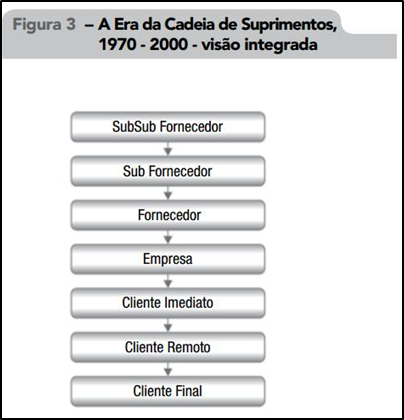 Figura 3 – A Era da Cadeia de Suprimentos,
1970 - 2000 - visão integrada
SubSub Fornecedor
Sub Fornecedor
Fornecedor
Empresa
Cliente Imediato
Cliente Remoto
Cliente Final